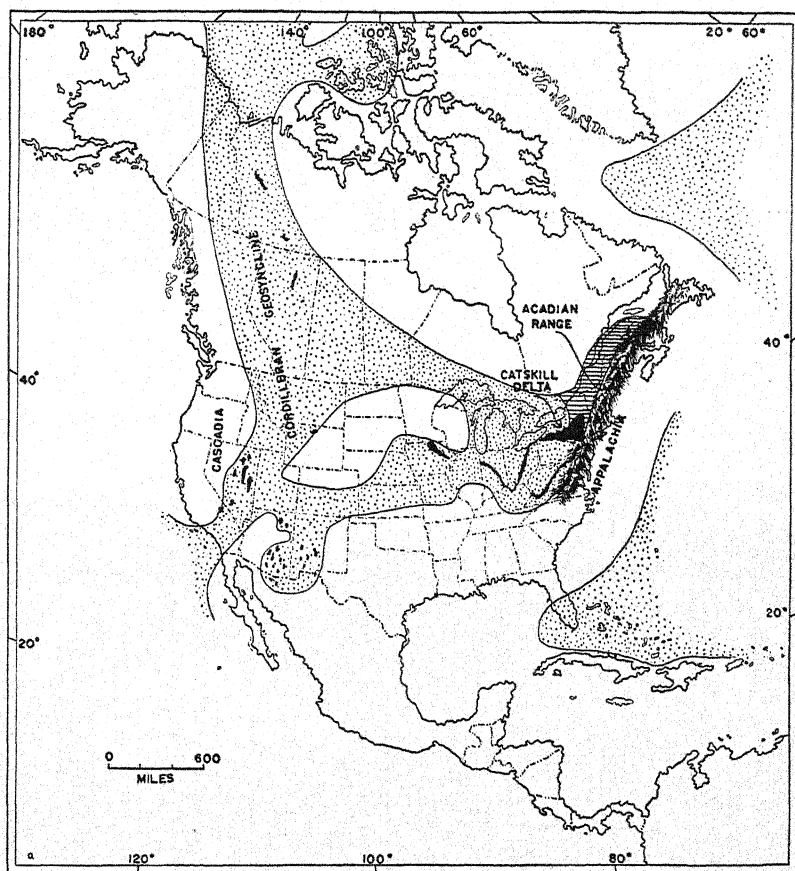 180°
140°
100°
60°
20°
60°
ACADIAN
RANGE
GEOSYNCLINE
40°
40°
CATSKILL
DELTA
CASCADIA
CORDILLERAN
APPALACHIA
20°
20°
0 600
MILES
a
120°
100°
80°